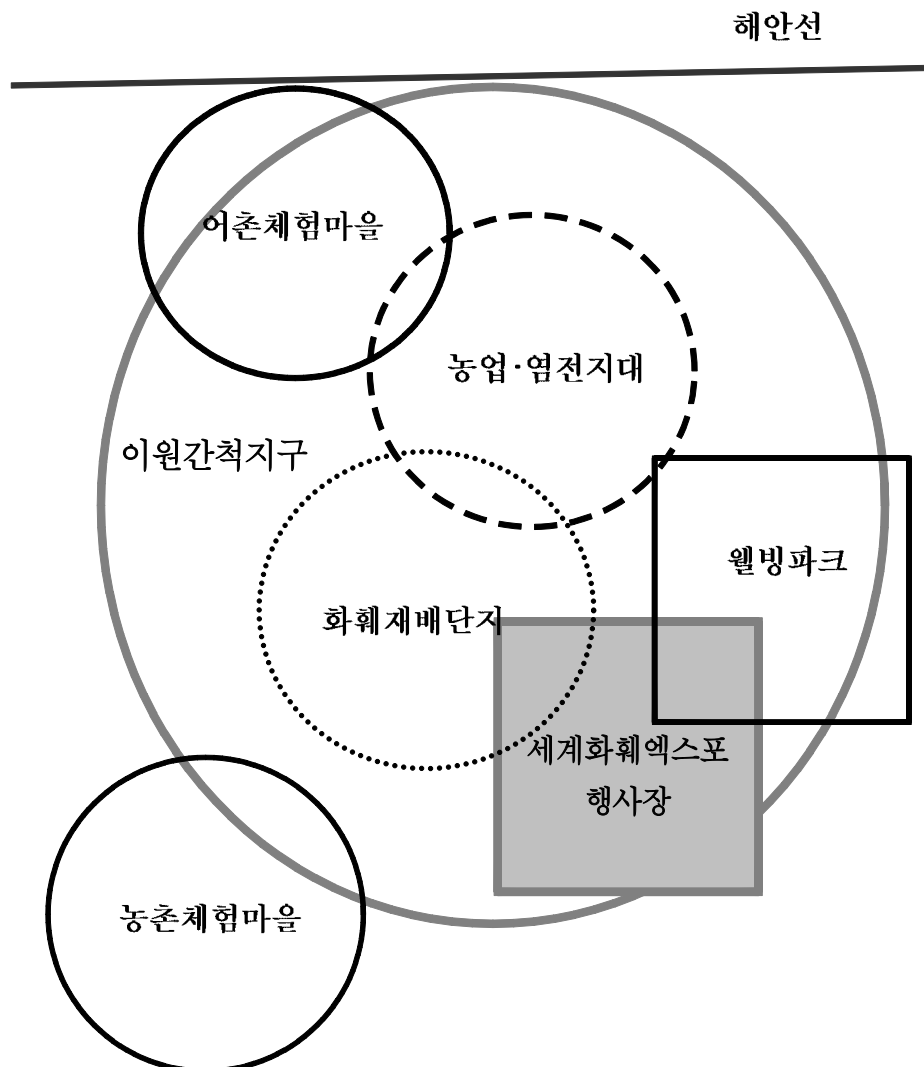 해안선
어촌체험마을
농업·염전지대
이원간척지구
웰빙파크
화훼재배단지
세계화훼엑스포
행사장
농촌체험마을